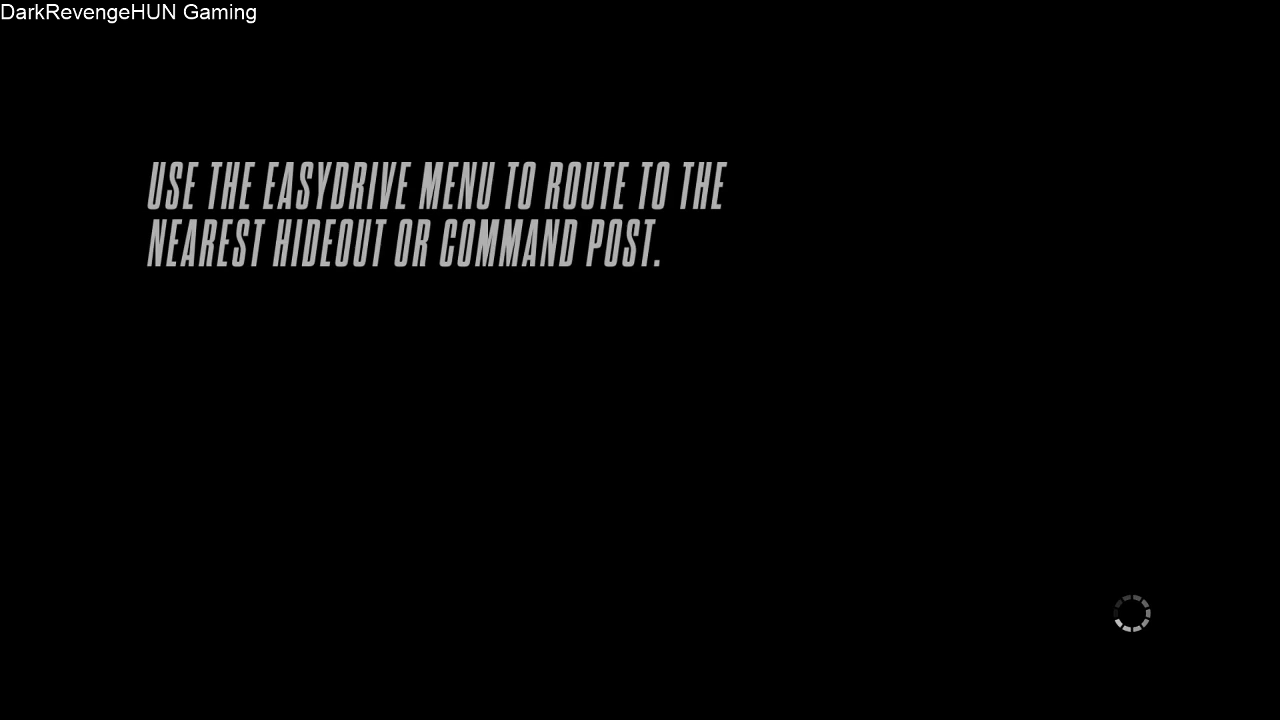 DarkRevengeHUN Gaming
USE THE EASYDRIVE MENU TO ROUTE TO THE
NEAREST HIDEOUT OR COMMAND POST.